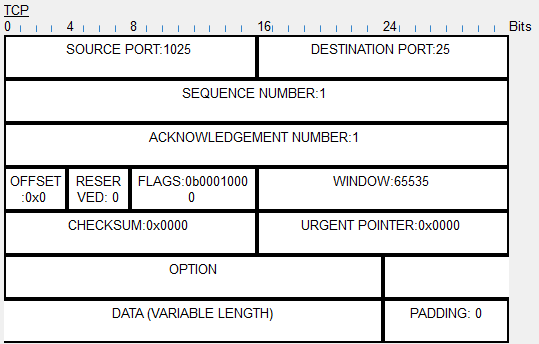 TCP
0 4 8 16 24 Bits
SOURCE PORT:1025 DESTINATION PORT:25
SEQUENCE NUMBER:1
ACKNOWLEDGEMENT NUMBER:1
OFFSET RESER FLAGS:0b0001000 WINDOW:65535
:0x0 VED: 0 0
CHECKSUM:0x0000 URGENT POINTER:0x0000
OPTION
DATA (VARIABLE LENGTH) PADDING: 0